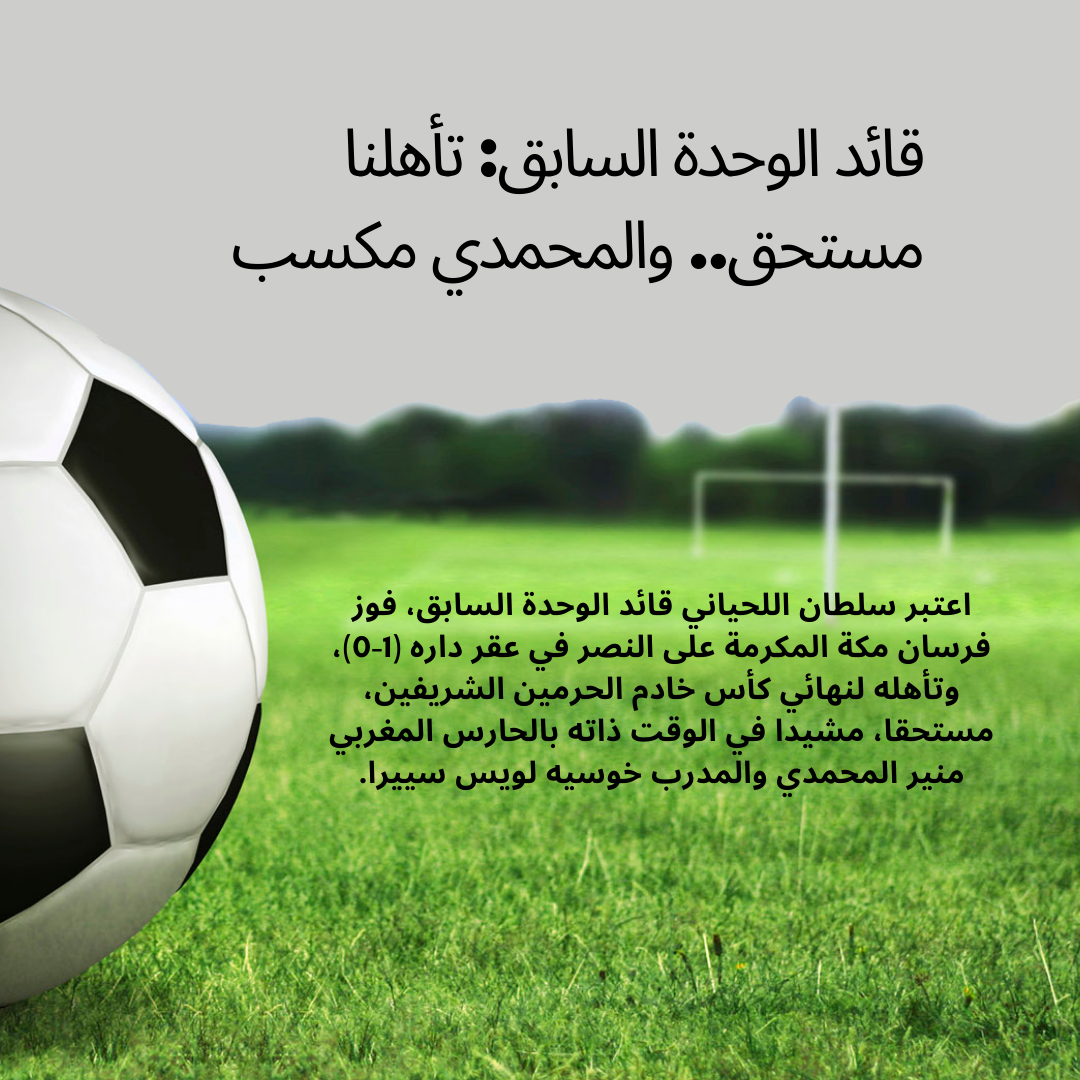 قائد الوحدة السابق: تأهلنا
مستحق.. والمحمدي مكسب
اعتبر سلطان اللحياني قائد الوحدة السابق، فوز
فرسان مكة المكرمة على النصر في عقر داره (1-0)،
وتأهله لنهائي كأس خادم الحرمين الشريفين،
مستحقا، مشيدا في الوقت ذاته بالحارس المغربي
منير المحمدي والمدرب خوسيه لويس سييرا.